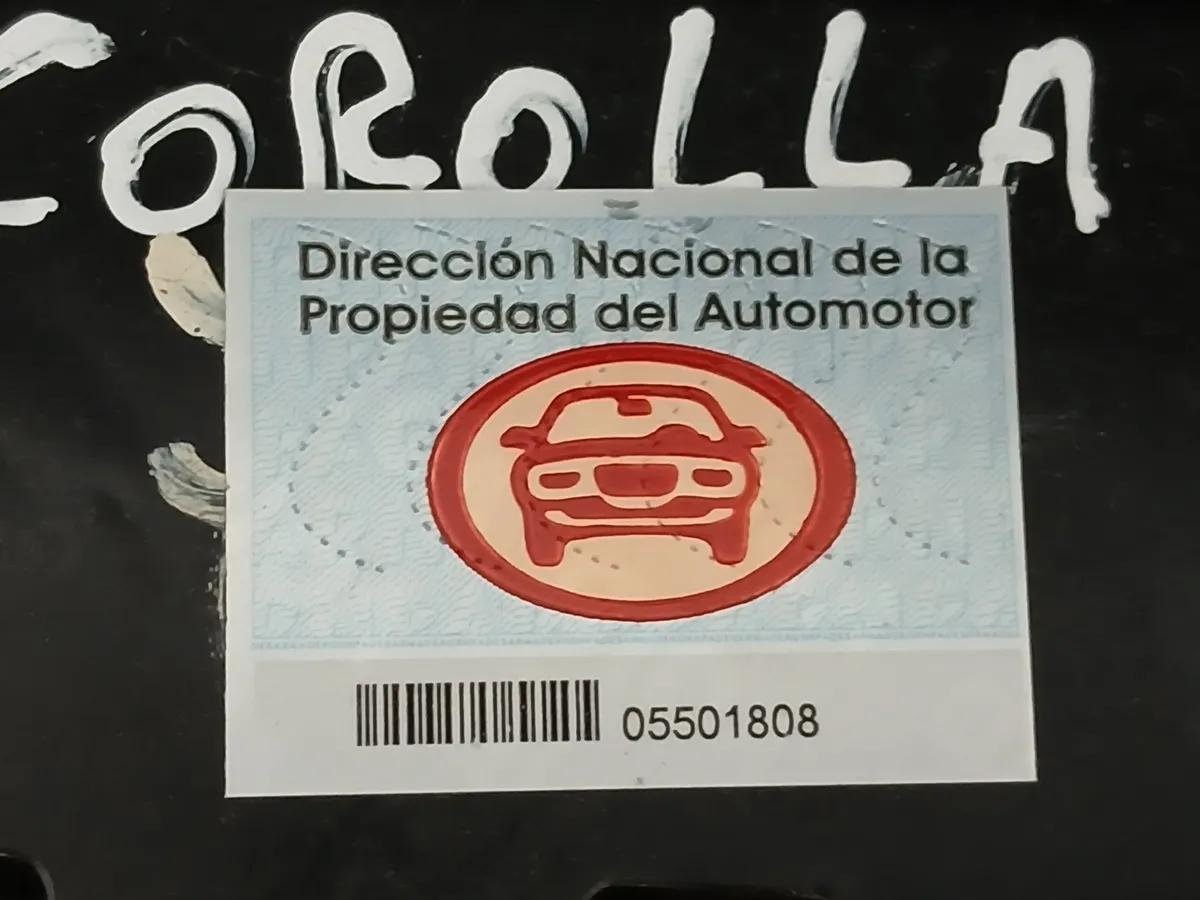 COROLLA
Dirección Nacional de la
Propiedad del Automotor
05501808